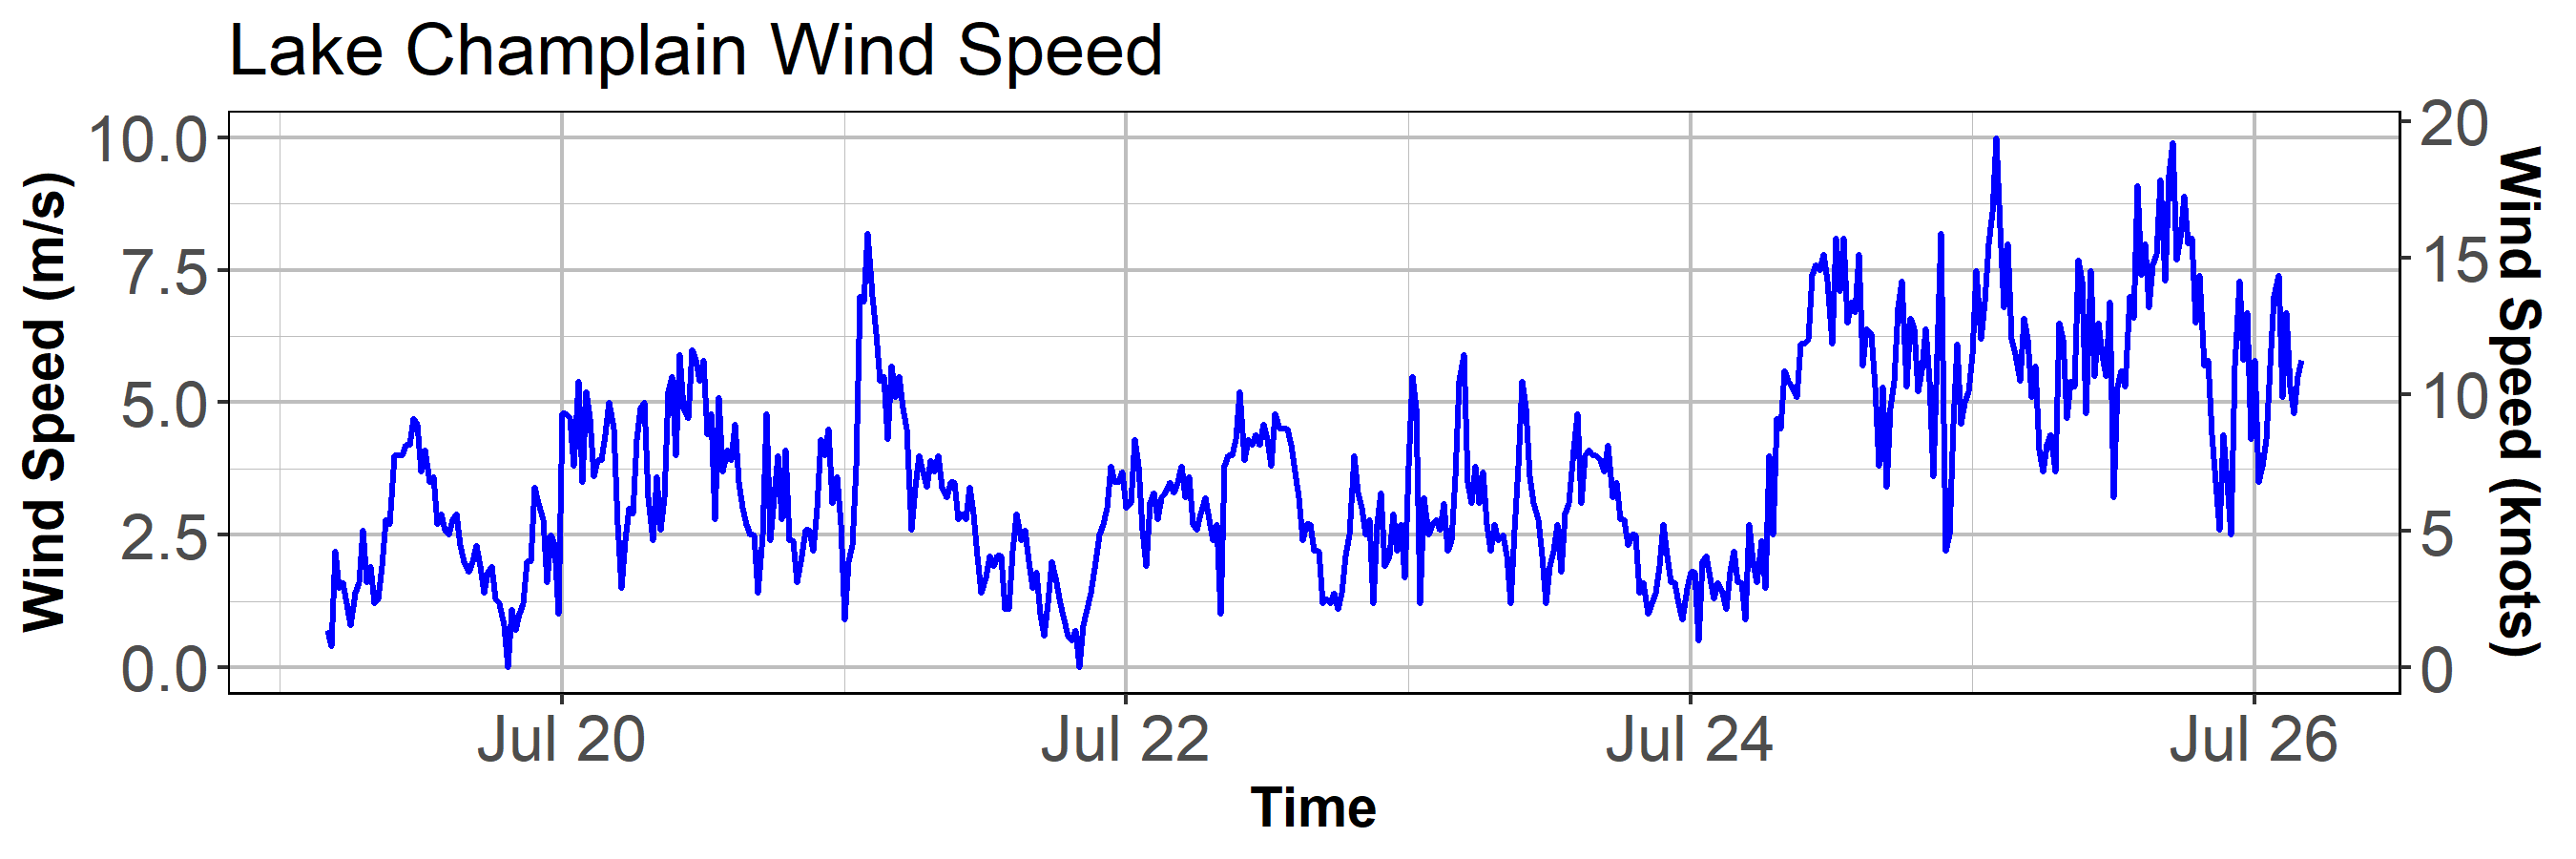 Lake Champlain Wind Speed
Wind Speed (m/s)
10.0
7.5
5.0
2.5
0.0
20
15
10
5
0
Wind Speed (knots)
Jul 20
Jul 22
Jul 24
Jul 26
Time